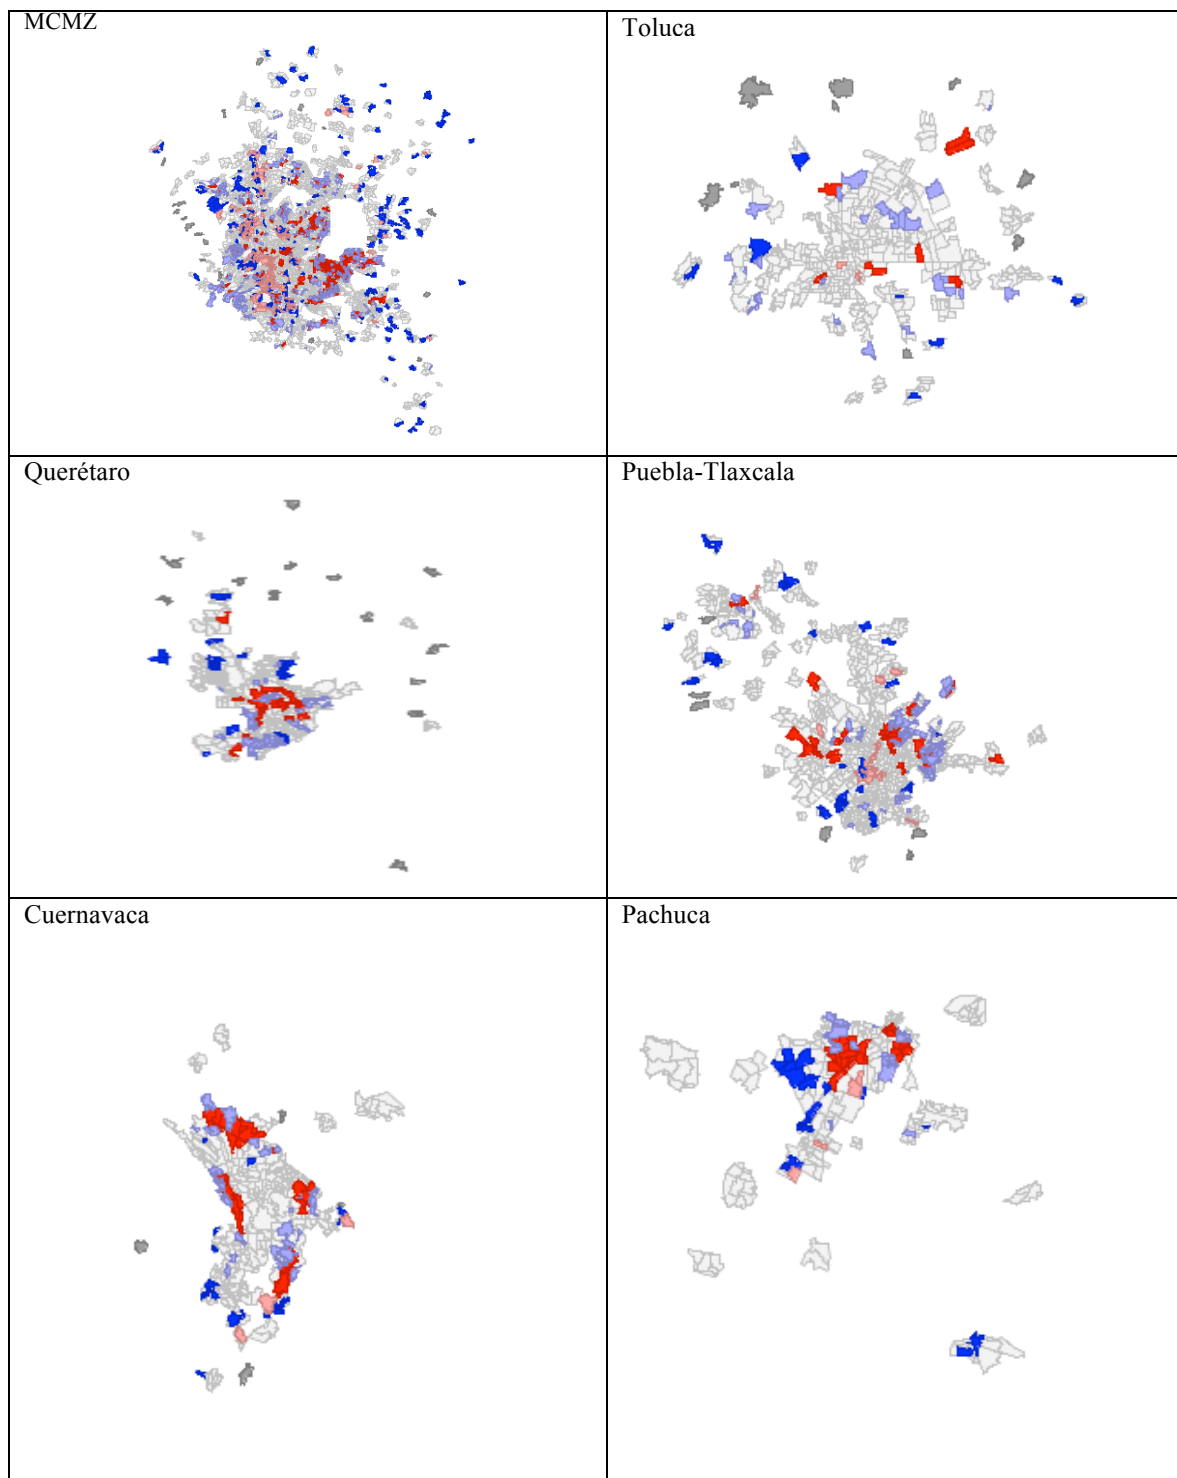 MCMZ
Toluca
Querétaro
Puebla-Tlaxcala
Cuernavaca
Pachuca